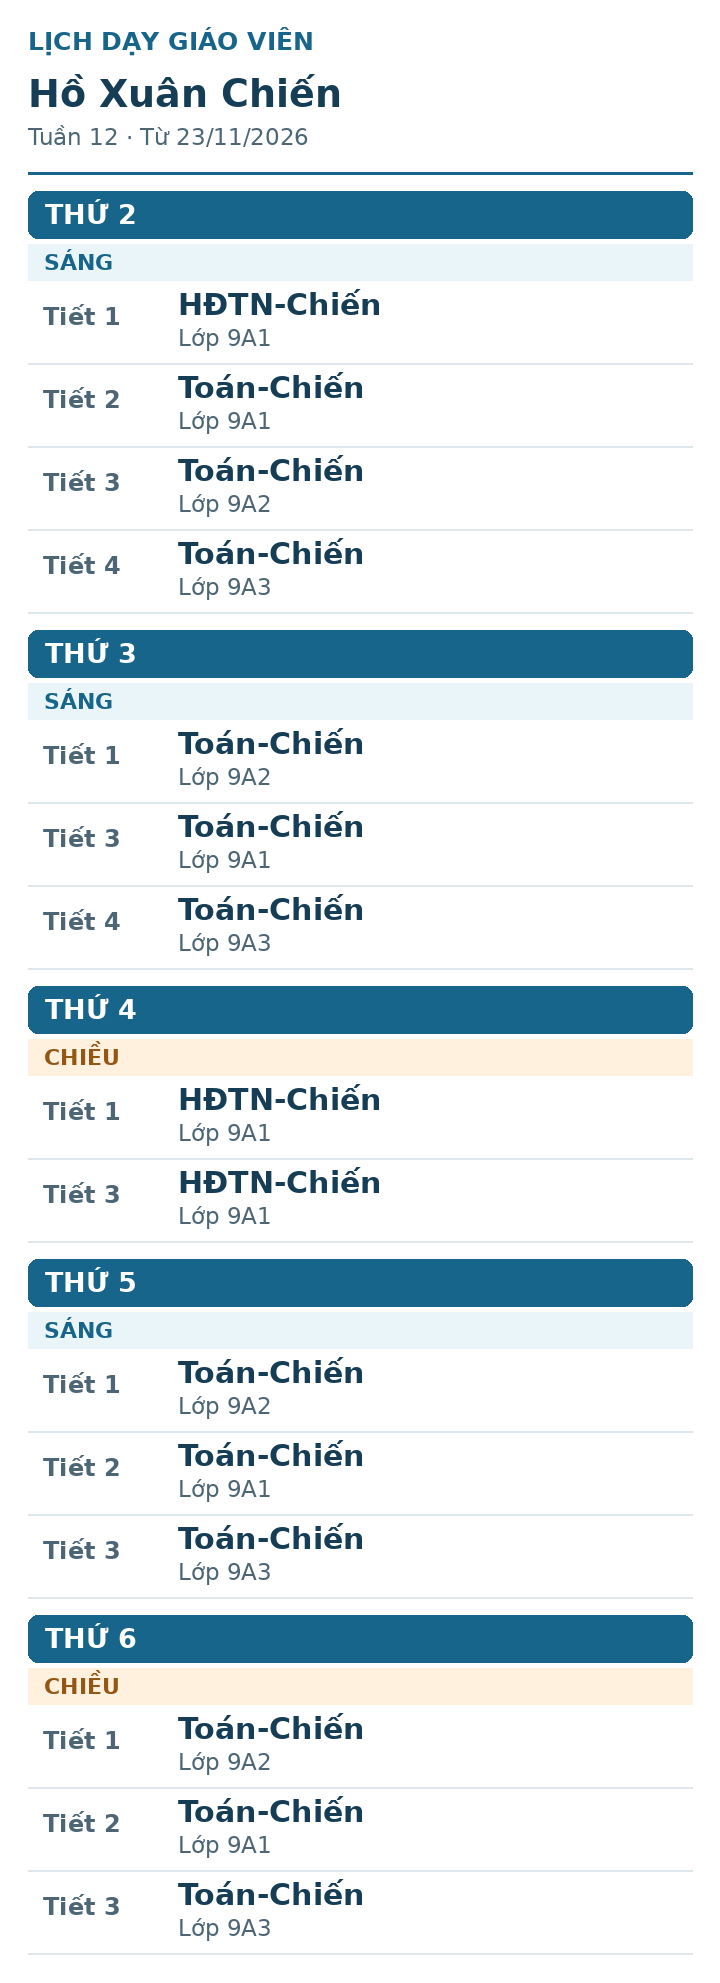 LỊCH DẠY GIÁO VIÊN
Hồ Xuân Chiến
Tuần 12 · Từ 23/11/2026
THỨ 2
SÁNG
Tiết 1 HĐTN-Chiến
Lớp 9A1
Tiết 2 Toán-Chiến
Lớp 9A1
Tiết 3 Toán-Chiến
Lớp 9A2
Tiết 4 Toán-Chiến
Lớp 9A3
THỨ 3
SÁNG
Tiết 1 Toán-Chiến
Lớp 9A2
Tiết 3 Toán-Chiến
Lớp 9A1
Tiết 4 Toán-Chiến
Lớp 9A3
THỨ 4
CHIỀU
Tiết 1 HĐTN-Chiến
Lớp 9A1
Tiết 3 HĐTN-Chiến
Lớp 9A1
THỨ 5
SÁNG
Tiết 1 Toán-Chiến
Lớp 9A2
Tiết 2 Toán-Chiến
Lớp 9A1
Tiết 3 Toán-Chiến
Lớp 9A3
THỨ 6
CHIỀU
Tiết 1 Toán-Chiến
Lớp 9A2
Tiết 2 Toán-Chiến
Lớp 9A1
Tiết 3 Toán-Chiến
Lớp 9A3